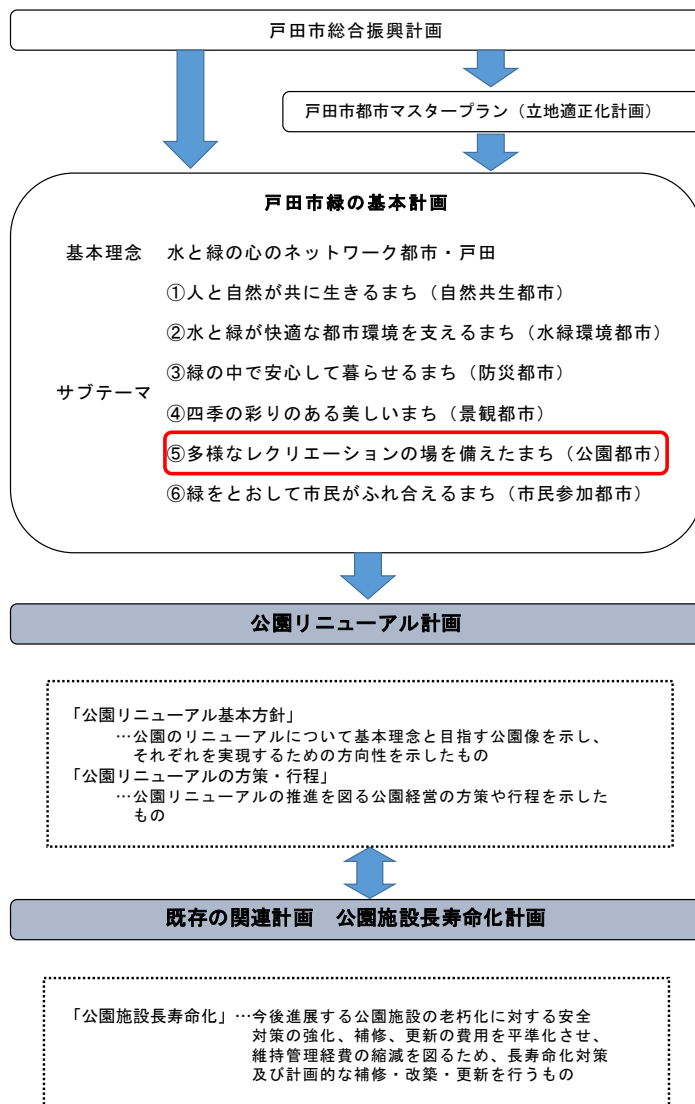 戸田市総合振興計画
戸田市都市マスタープラン（立地適正化計画）
戸田市緑の基本計画
基本理念　水と緑の心のネットワーク都市・戸田
①人と自然が共に生きるまち（自然共生都市）
②水と緑が快適な都市環境を支えるまち（水緑環境都市）
③緑の中で安心して暮らせるまち（防災都市）
サブテーマ
④四季の彩りのある美しいまち（景観都市）
⑤多様なレクリエーションの場を備えたまち（公園都市）
⑥緑をとおして市民がふれ合えるまち（市民参加都市）
公園リニューアル計画
「公園リニューアル基本方針」
…公園のリニューアルについて基本理念と目指す公園像を示し、
それぞれを実現するための方向性を示したもの
「公園リニューアルの方策・行程」
…公園リニューアルの推進を図る公園経営の方策や行程を示した
もの
既存の関連計画　公園施設長寿命化計画
「公園施設長寿命化」…今後進展する公園施設の老朽化に対する安全
対策の強化、補修、更新の費用を平準化させ、
維持管理経費の縮減を図るため、長寿命化対策
及び計画的な補修・改築・更新を行うもの